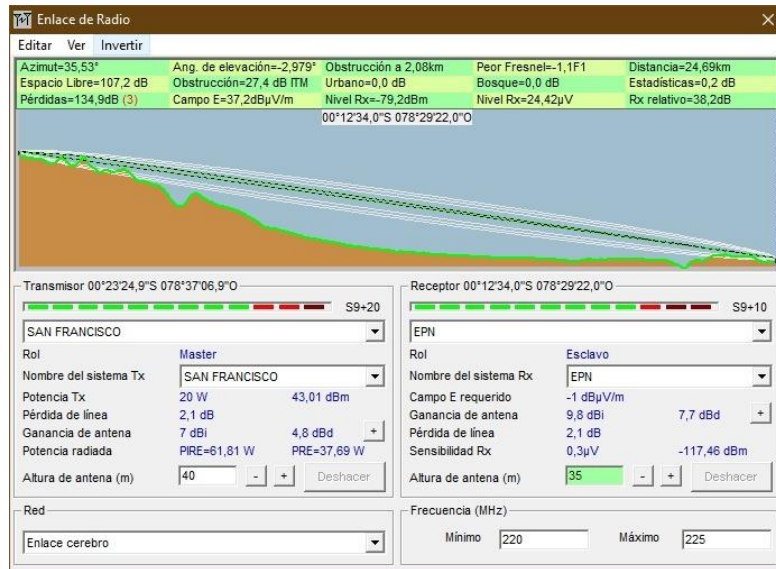 Enlace de Radio
Editar Ver Invertir
Azimut=35,53° Ang. de elevación=-2,979° Obstrucción a 2,08km Peor Fresnel=-1,1F1 Distancia=24,69km
Espacio Libre=107,2 dB Obstrucción=27,4 dB ITM Urbano=0,0 dB Bosque=0,0 dB Estadísticas=0,2 dB
Pérdidas=134,9dB (3) Campo E=37,2dBµV/m Nivel Rx=-79,2dBm Nivel Rx=24,42µV Rx relativo=38,2dB
00°12'34,0"S 078°29'22,0"O
Transmisor 00°23'24,9"S 078°37'06,9"O
S9+20
SAN FRANCISCO
Rol Master
Nombre del sistema Tx SAN FRANCISCO
Potencia Tx 20 W 43,01 dBm
Pérdida de línea 2,1 dB
Ganancia de antena 7 dBi 4,8 dBd +
Potencia radiada PIRE=61,81 W PRE=37,69 W
Altura de antena (m) 40 - + Deshacer
Red
Enlace cerebro
Receptor 00°12'34,0"S 078°29'22,0"O
S9+10
EPN
Rol Esclavo
Nombre del sistema Rx EPN
Campo E requerido -1 dBµV/m
Ganancia de antena 9,8 dBi 7,7 dBd +
Pérdida de línea 2,1 dB
Sensibilidad Rx 0,3µV -117,46 dBm
Altura de antena (m) 35 - + Deshacer
Frecuencia (MHz)
Mínimo 220 Máximo 225